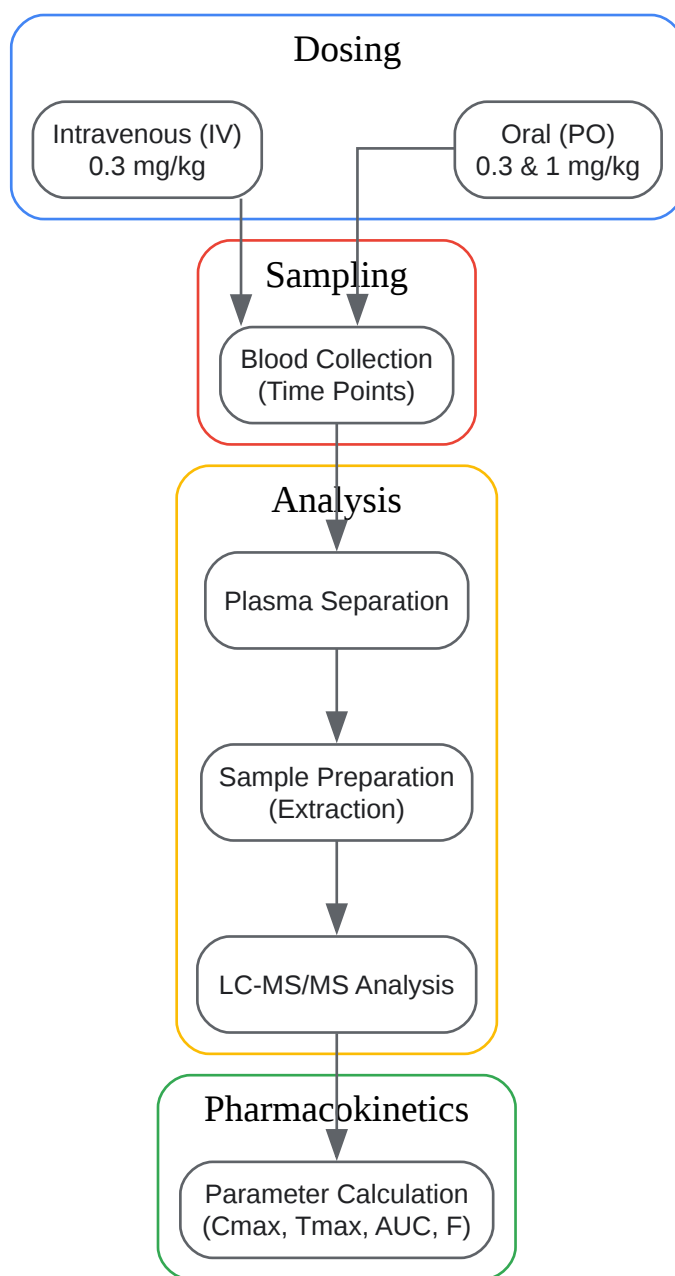 Dosing
Intravenous (IV)
0.3 mg/kg
Oral (PO)
0.3 & 1 mg/kg
Sampling
Blood Collection
(Time Points)
Analysis
Plasma Separation
Sample Preparation
(Extraction)
LC-MS/MS Analysis
Pharmacokinetics
Parameter Calculation
(Cmax, Tmax, AUC, F)